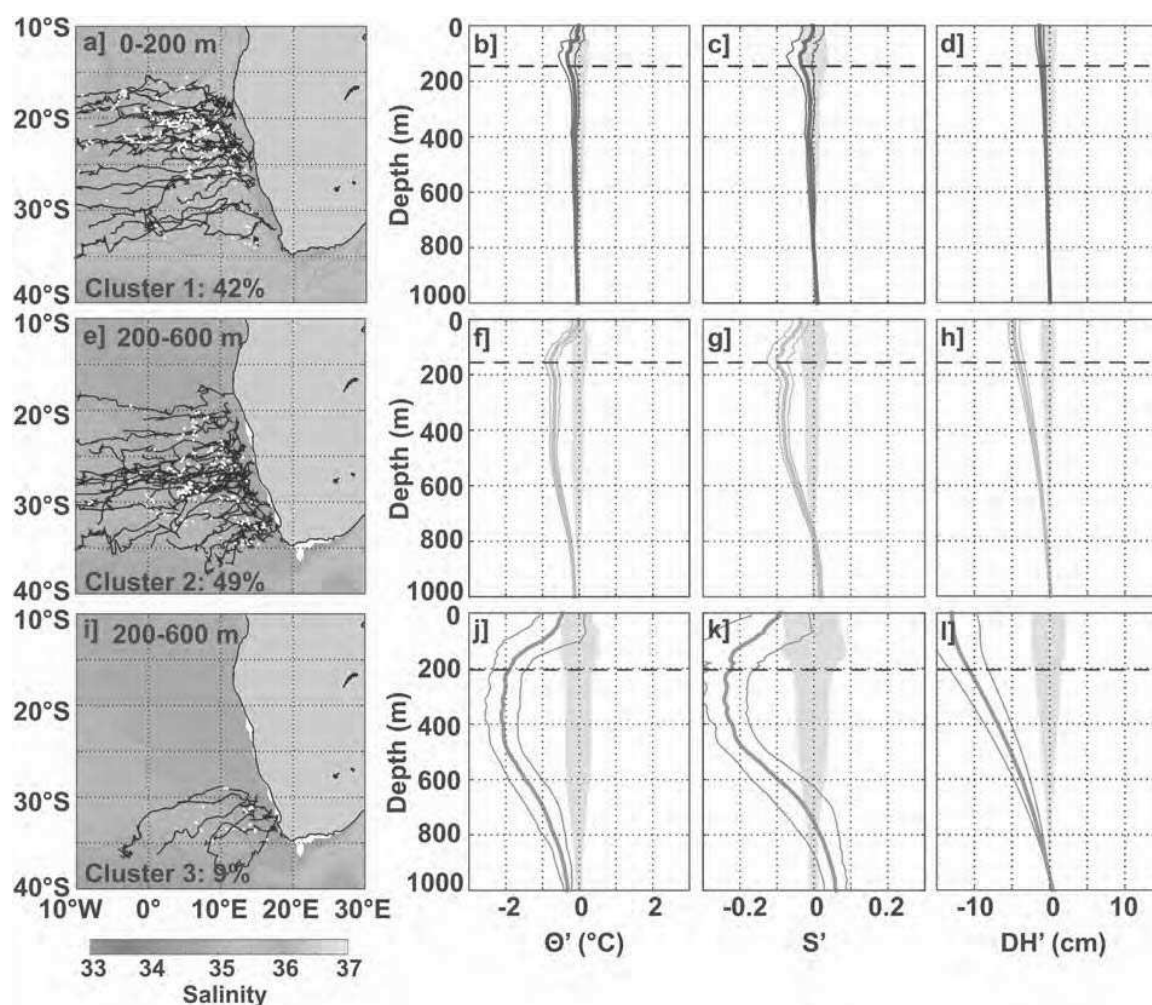 a] 0-200 m
Cluster 1: 42%
10°S
20°S
30°S
40°S
b]
c]
d]
0
200
400
600
800
1000
Depth (m)
e] 200-600 m
Cluster 2: 49%
10°S
20°S
30°S
40°S
f]
g]
h]
0
200
400
600
800
1000
Depth (m)
i] 200-600 m
Cluster 3: 9%
10°S
20°S
30°S
40°S
j]
k]
l]
0
200
400
600
800
1000
Depth (m)
10°W 0° 10°E 20°E 30°E
-2 0 2
-0.2 0 0.2
-10 0 10
Θ' (°C)
S'
DH' (cm)
33 34 35 36 37
Salinity